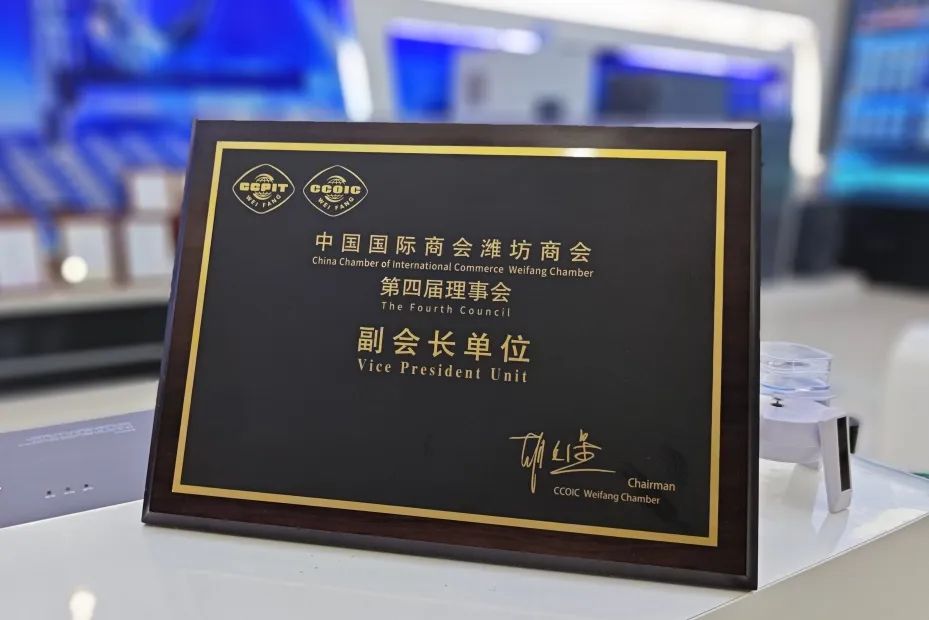 CCPIT
WEI FANG
CCOIC
WEI FANG
中国国际商会潍坊商会
China Chamber of International Commerce Weifang Chamber
第四届理事会
The Fourth Council
副会长单位
Vice President Unit
Chairman
CCOIC Weifang Chamber